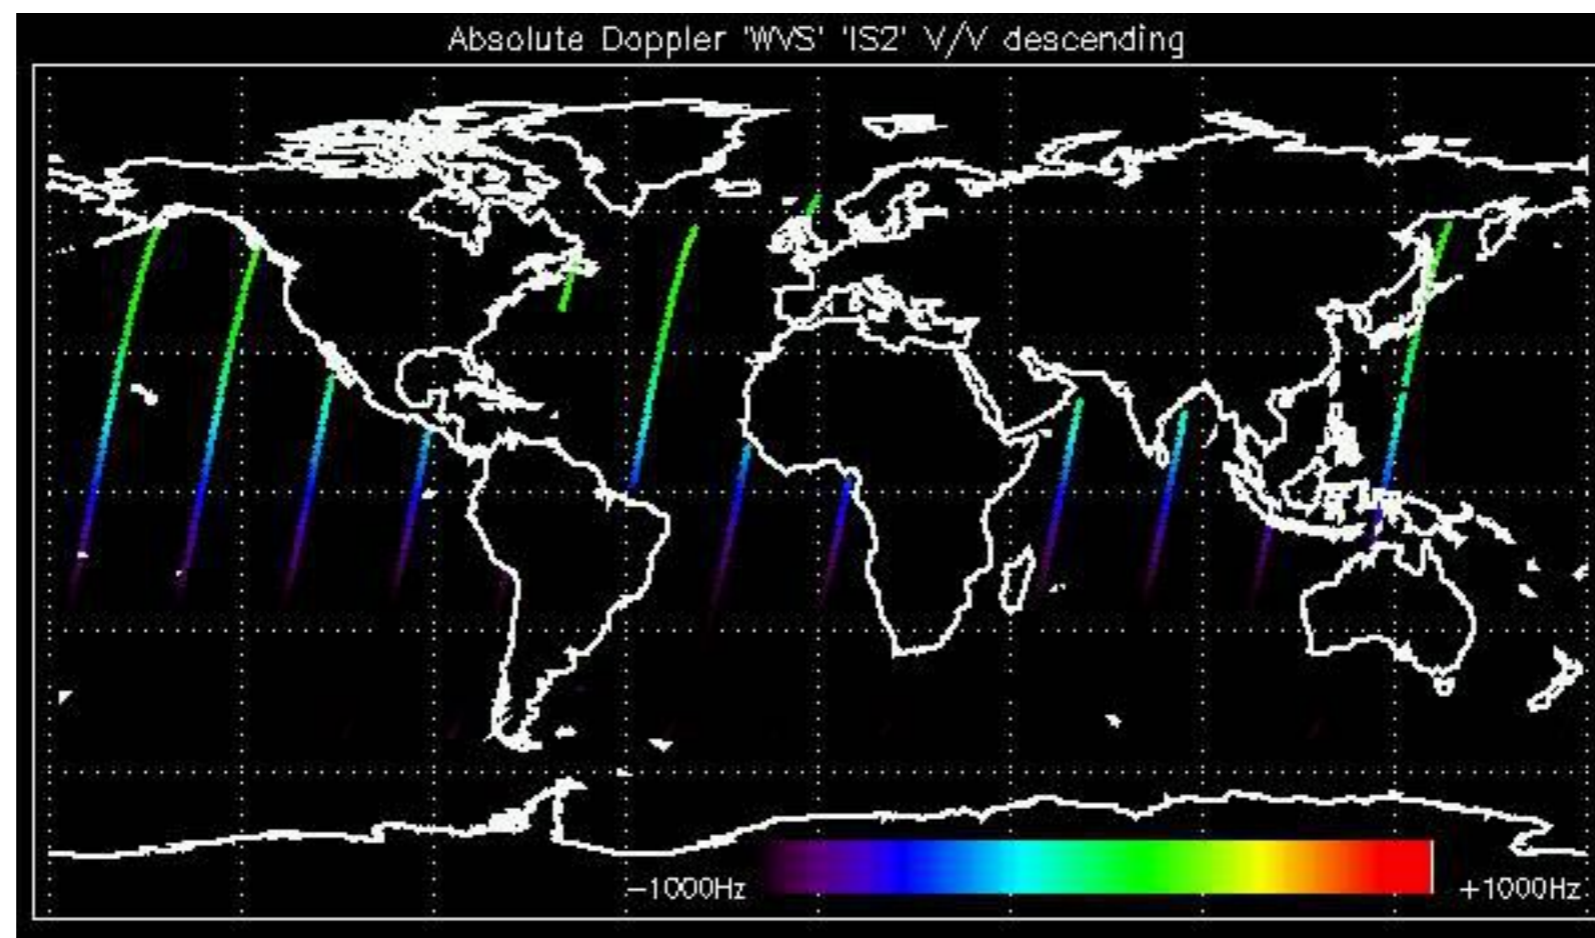 Absolute Doppler 'WVS' 'IS2' V/V descending
−1000Hz +1000Hz